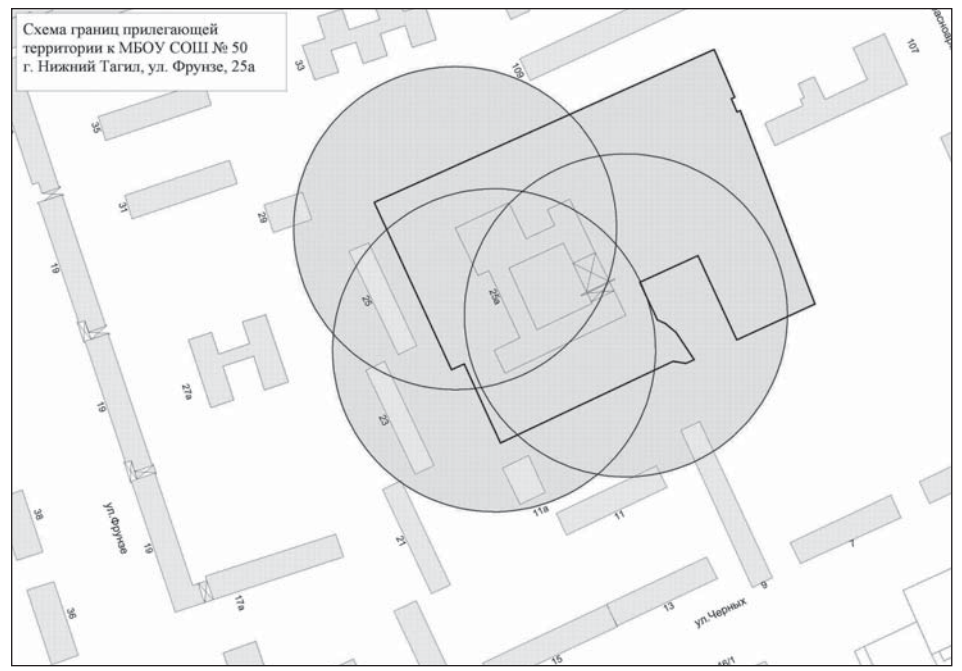 Схема границ прилегающей
территории к МБОУ СОШ № 50
г. Нижний Тагил, ул. Фрунзе, 25а
33
109
107
35
31
29
19
25
25а
27а
23
19
38
ул.Фрунзе
19
21
11а
11
7
36
17а
9
13
ул.Черных
15
16/1